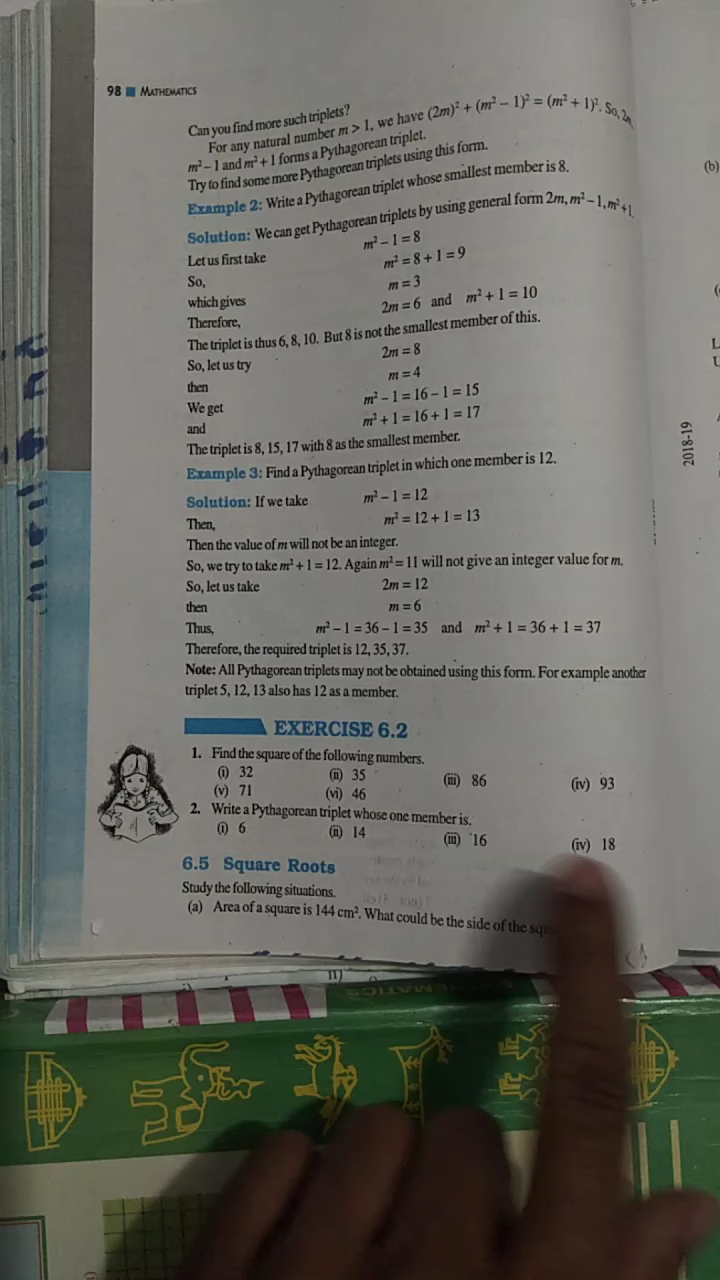 98 MATHEMATICS
Can you find more such triplets?
For any natural number m > 1, we have (2m)² + (m² – 1)² = (m² + 1)². So, 2m,
m² – 1 and m² + 1 forms a Pythagorean triplet.
Try to find some more Pythagorean triplets using this form.
Example 2: Write a Pythagorean triplet whose smallest member is 8.
Solution: We can get Pythagorean triplets by using general form 2m, m² – 1, m² + 1.
Let us first take m² – 1 = 8
So, m² = 8 + 1 = 9
which gives m = 3
Therefore, 2m = 6 and m² + 1 = 10
The triplet is thus 6, 8, 10. But 8 is not the smallest member of this.
So, let us try 2m = 8
then m = 4
We get m² – 1 = 16 – 1 = 15
and m² + 1 = 16 + 1 = 17
The triplet is 8, 15, 17 with 8 as the smallest member.
Example 3: Find a Pythagorean triplet in which one member is 12.
Solution: If we take m² – 1 = 12
Then, m² = 12 + 1 = 13
Then the value of m will not be an integer.
So, we try to take m² + 1 = 12. Again m² = 11 will not give an integer value for m.
So, let us take 2m = 12
then m = 6
Thus, m² – 1 = 36 – 1 = 35 and m² + 1 = 36 + 1 = 37
Therefore, the required triplet is 12, 35, 37.
Note: All Pythagorean triplets may not be obtained using this form. For example another
triplet 5, 12, 13 also has 12 as a member.
EXERCISE 6.2
1. Find the square of the following numbers.
(i) 32 (ii) 35 (iii) 86 (iv) 93
(v) 71 (vi) 46
2. Write a Pythagorean triplet whose one member is.
(i) 6 (ii) 14 (iii) 16 (iv) 18
6.5 Square Roots
Study the following situations.
(a) Area of a square is 144 cm². What could be the side of the
(b)
2018-19